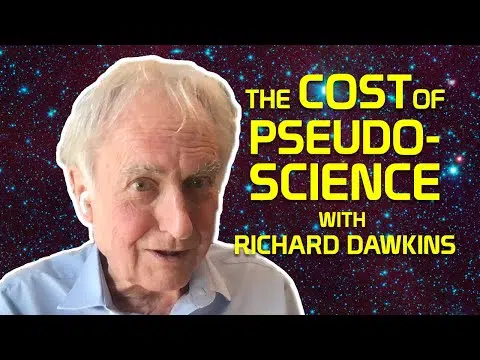 THE COST OF
PSEUDO-
SCIENCE
WITH
RICHARD DAWKINS